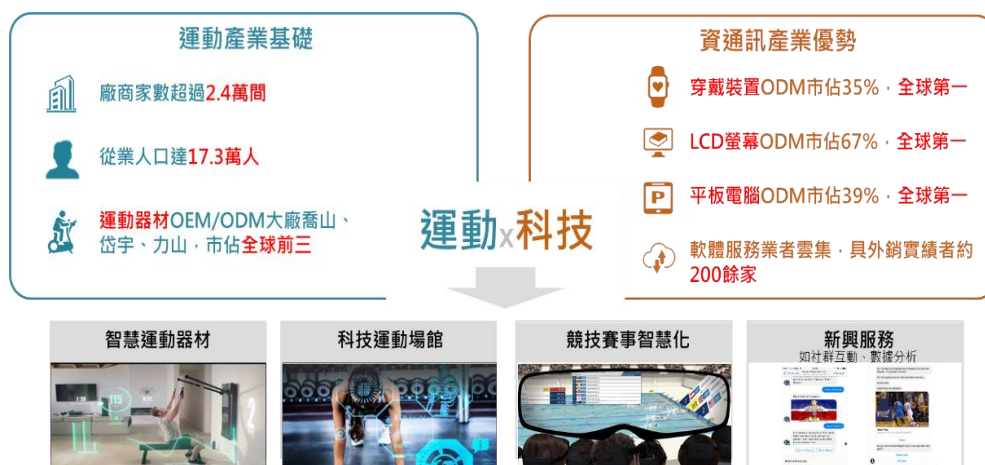 運動產業基礎
廠商家數超過2.4萬間
從業人口達17.3萬人
運動器材OEM/ODM大廠喬山、
岱宇、力山，市佔全球前三
資通訊產業優勢
穿戴裝置ODM市佔35%，全球第一
LCD螢幕ODM市佔67%，全球第一
平板電腦ODM市佔39%，全球第一
軟體服務業者雲集，具外銷實績者約
200餘家
運動x科技
智慧運動器材
科技運動場館
競技賽事智慧化
新興服務
如社群互動、數據分析
115